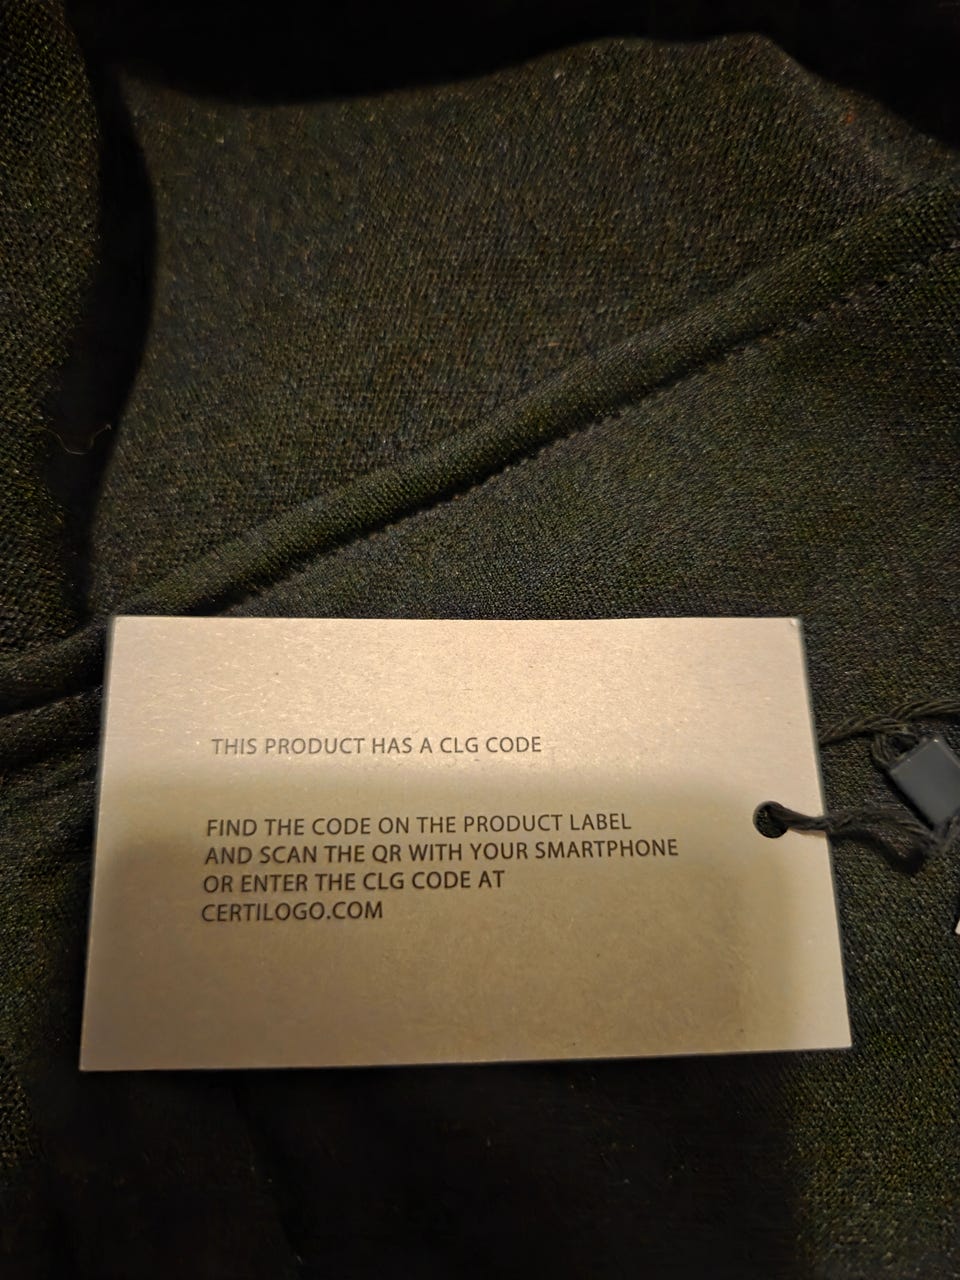 THIS PRODUCT HAS A CLG CODE
FIND THE CODE ON THE PRODUCT LABEL
AND SCAN THE QR WITH YOUR SMARTPHONE
OR ENTER THE CLG CODE AT
CERTILOGO.COM